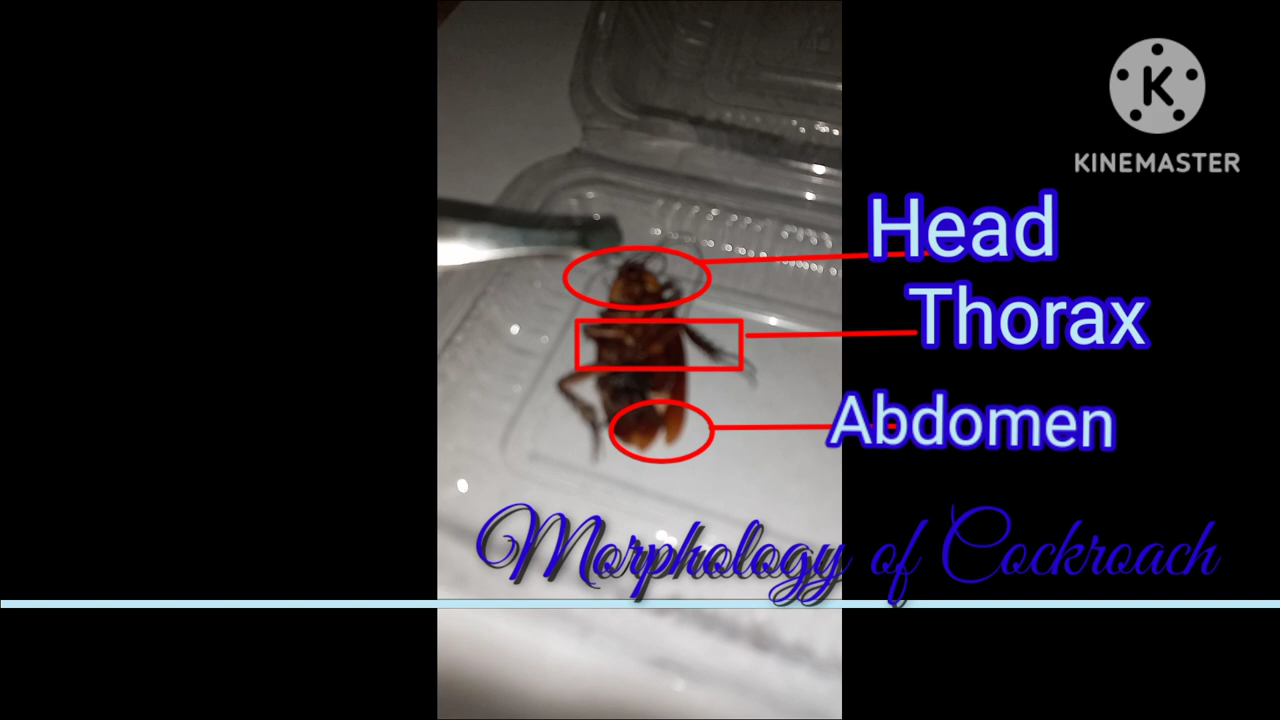 K
KINEMASTER
Head
Thorax
Abdomen
Morphology of Cockroach